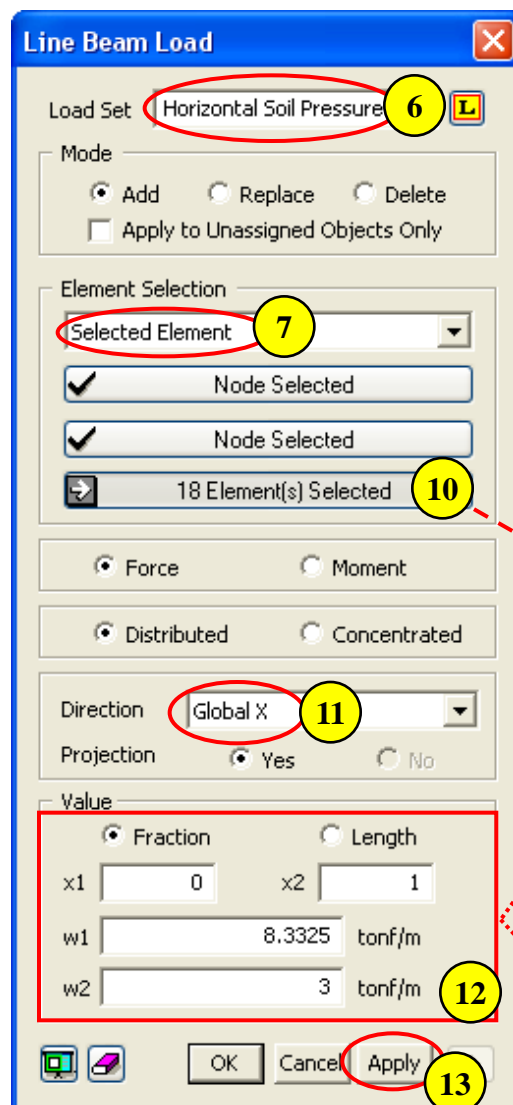 Line Beam Load
Load Set Horizontal Soil Pressure 6 L
Mode
Add Replace Delete
Apply to Unassigned Objects Only
Element Selection
Selected Element 7
Node Selected
Node Selected
18 Element(s) Selected 10
Force Moment
Distributed Concentrated
Direction Global X 11
Projection Yes No
Value
Fraction Length
x1 0 x2 1
w1 8.3325 tonf/m
w2 3 tonf/m 12
OK Cancel Apply 13